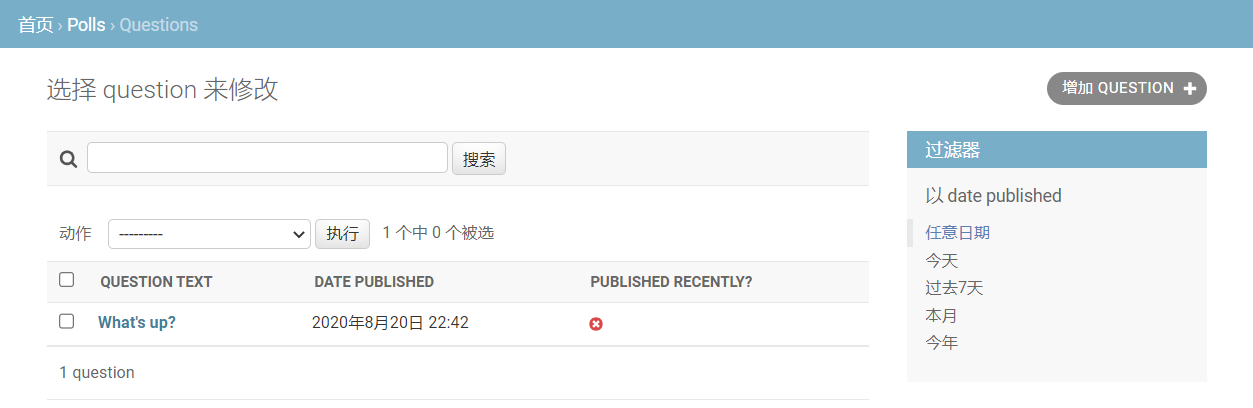 首页 › Polls › Questions
选择 question 来修改
增加 QUESTION
搜索
动作 --------- 执行 1 个中 0 个被选
QUESTION TEXT DATE PUBLISHED PUBLISHED RECENTLY?
What's up? 2020年8月20日 22:42
1 question
过滤器
以 date published
任意日期
今天
过去7天
本月
今年